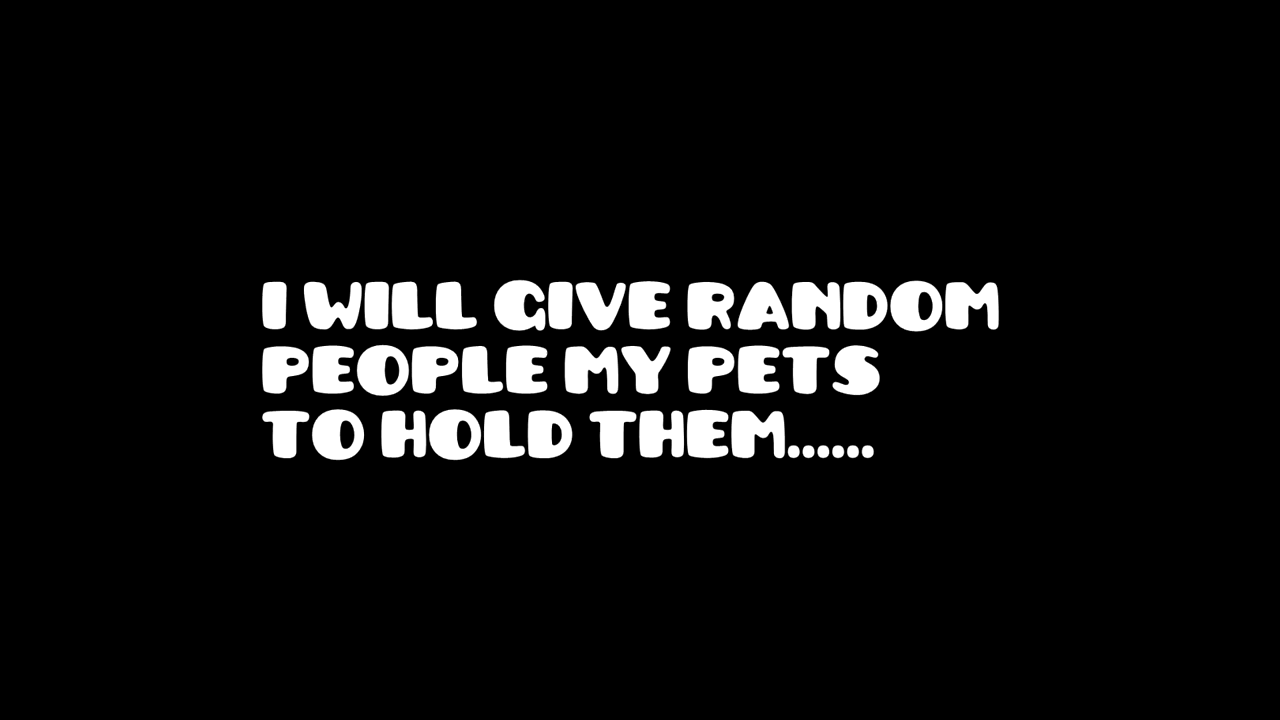 I WILL GIVE RANDOM
PEOPLE MY PETS
TO HOLD THEM......